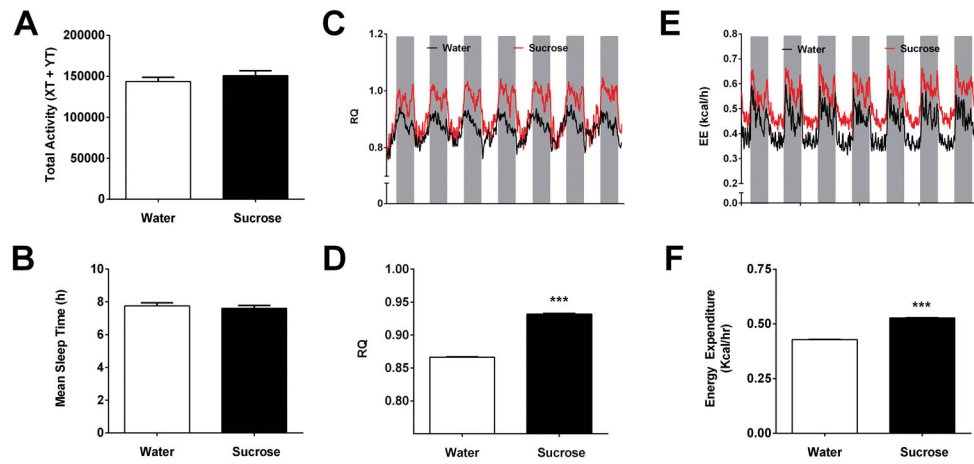 A
Total Activity (XT + YT)
200000
150000
100000
50000
0
Water
Sucrose
B
Mean Sleep Time (h)
10
8
6
4
2
0
Water
Sucrose
C
RQ
1.2
1.0
0.8
0
Water
Sucrose
D
RQ
1.00
0.95
0.90
0.85
0.80
***
Water
Sucrose
E
EE (kcal/h)
0.8
0.7
0.6
0.5
0.4
0.3
0.2
0.0
Water
Sucrose
F
Energy Expenditure
(Kcal/hr)
0.75
0.50
0.25
0.00
***
Water
Sucrose